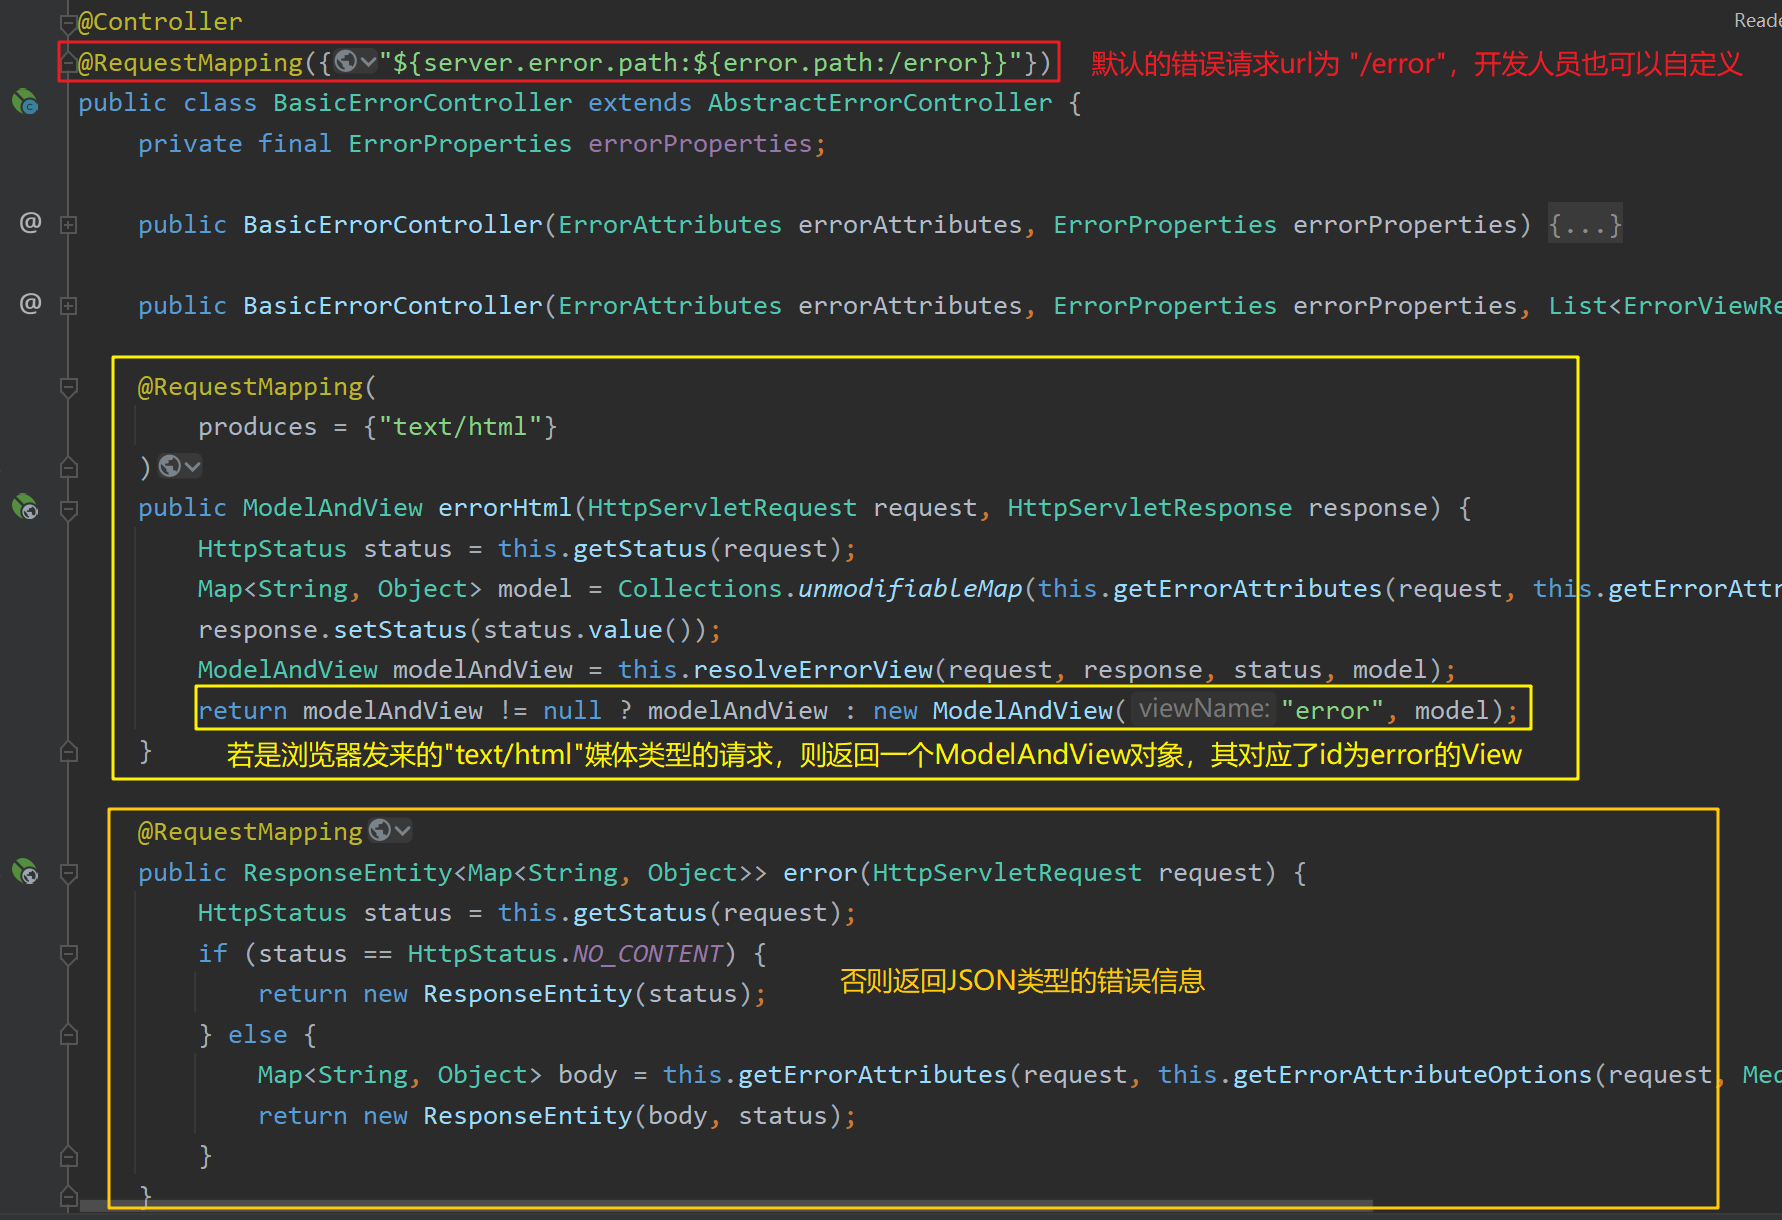 @Controller
Reade
@RequestMapping({"${server.error.path:${error.path:/error}}"})
默认的错误请求url为 "/error"，开发人员也可以自定义
public class BasicErrorController extends AbstractErrorController {
private final ErrorProperties errorProperties;
@ public BasicErrorController(ErrorAttributes errorAttributes, ErrorProperties errorProperties) {...}
@ public BasicErrorController(ErrorAttributes errorAttributes, ErrorProperties errorProperties, List<ErrorViewRe
@RequestMapping(
produces = {"text/html"}
)
public ModelAndView errorHtml(HttpServletRequest request, HttpServletResponse response) {
HttpStatus status = this.getStatus(request);
Map<String, Object> model = Collections.unmodifiableMap(this.getErrorAttributes(request, this.getErrorAttr
response.setStatus(status.value());
ModelAndView modelAndView = this.resolveErrorView(request, response, status, model);
return modelAndView != null ? modelAndView : new ModelAndView( viewName: "error", model);
}
若是浏览器发来的"text/html"媒体类型的请求，则返回一个ModelAndView对象，其对应了id为error的View
@RequestMapping
public ResponseEntity<Map<String, Object>> error(HttpServletRequest request) {
HttpStatus status = this.getStatus(request);
if (status == HttpStatus.NO_CONTENT) {
否则返回JSON类型的错误信息
return new ResponseEntity(status);
} else {
Map<String, Object> body = this.getErrorAttributes(request, this.getErrorAttributeOptions(request, Med
return new ResponseEntity(body, status);
}
}